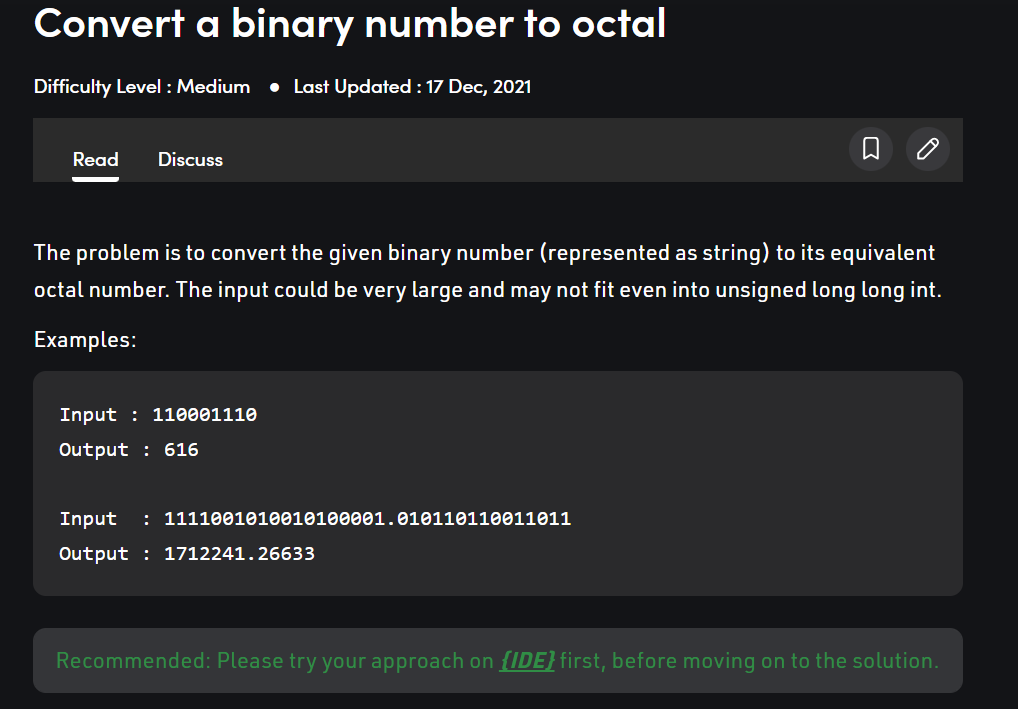 Convert a binary number to octal
Difficulty Level : Medium ● Last Updated : 17 Dec, 2021
Read Discuss
The problem is to convert the given binary number (represented as string) to its equivalent
octal number. The input could be very large and may not fit even into unsigned long long int.
Examples:
Input : 110001110
Output : 616
Input  : 1111001010010100001.010110110011011
Output : 1712241.26633
Recommended: Please try your approach on {IDE} first, before moving on to the solution.